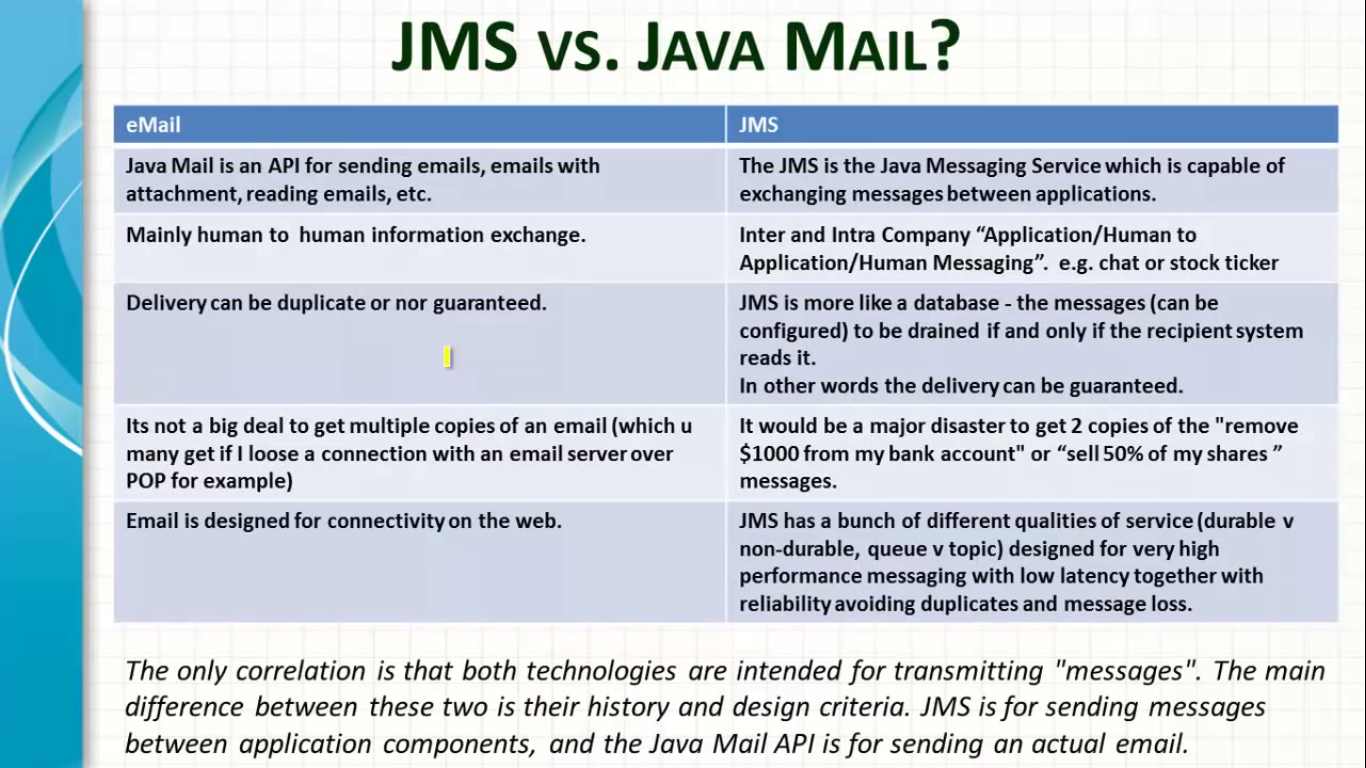 JMS vs. Java Mail?
eMail
JMS
Java Mail is an API for sending emails, emails with
attachment, reading emails, etc.
The JMS is the Java Messaging Service which is capable of
exchanging messages between applications.
Mainly human to human information exchange.
Inter and Intra Company “Application/Human to
Application/Human Messaging”. e.g. chat or stock ticker
Delivery can be duplicate or nor guaranteed.
JMS is more like a database - the messages (can be
configured) to be drained if and only if the recipient system
reads it.
In other words the delivery can be guaranteed.
Its not a big deal to get multiple copies of an email (which u
many get if I loose a connection with an email server over
POP for example)
It would be a major disaster to get 2 copies of the "remove
$1000 from my bank account" or “sell 50% of my shares ”
messages.
Email is designed for connectivity on the web.
JMS has a bunch of different qualities of service (durable v
non-durable, queue v topic) designed for very high
performance messaging with low latency together with
reliability avoiding duplicates and message loss.
The only correlation is that both technologies are intended for transmitting "messages". The main
difference between these two is their history and design criteria. JMS is for sending messages
between application components, and the Java Mail API is for sending an actual email.